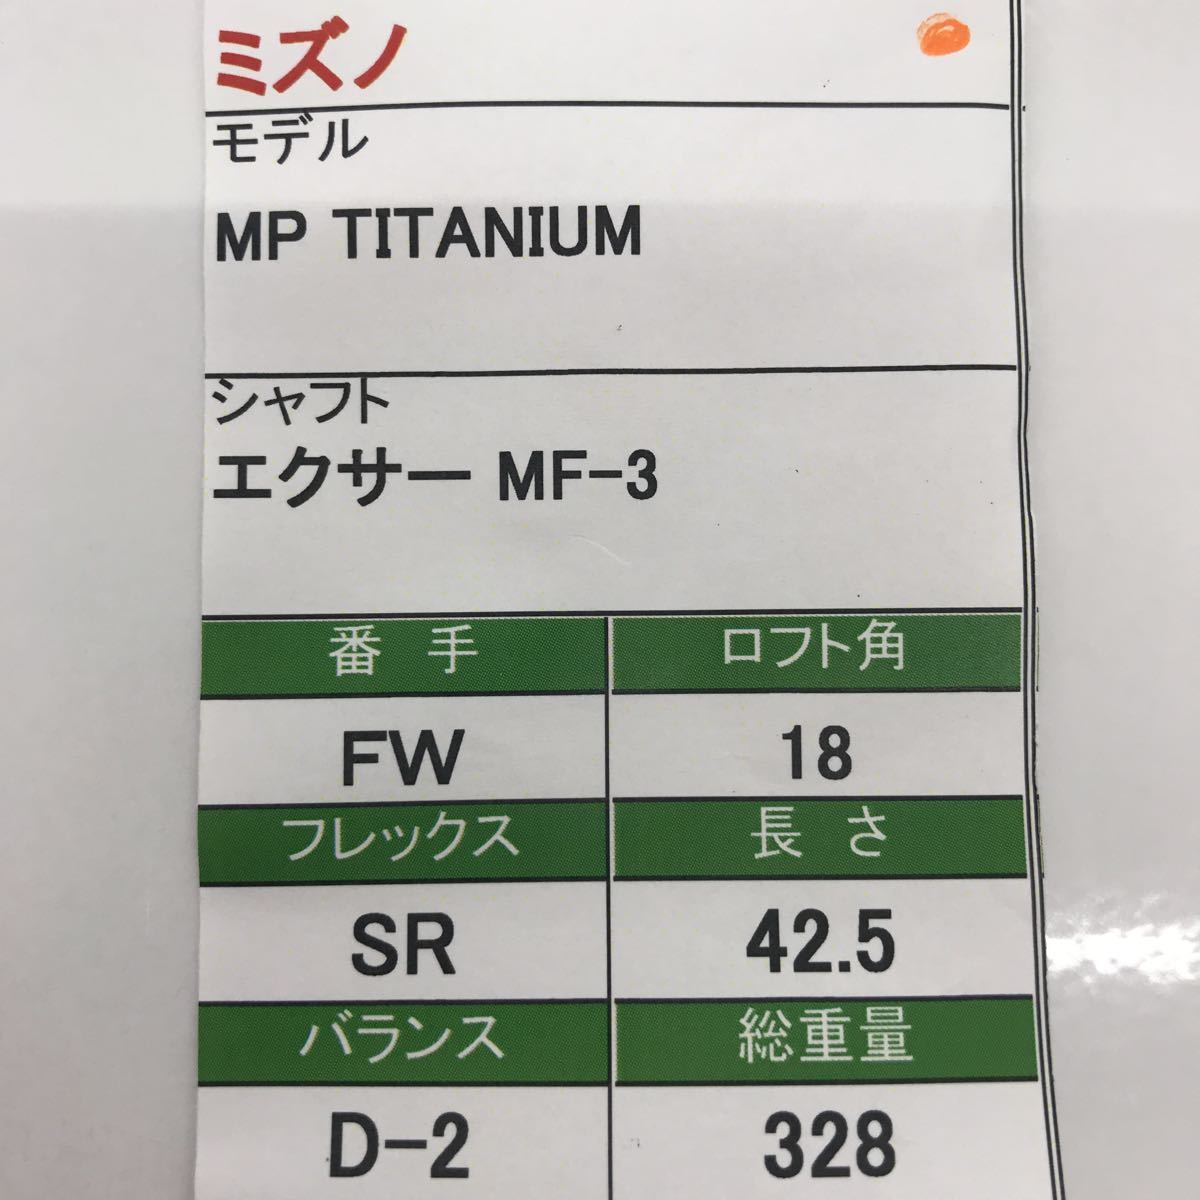 ミズノ
モデル
MP TITANIUM
シャフト
エクサー MF-3
番 手 ロフト角
FW 18
フレックス 長 さ
SR 42.5
バランス 総重量
D-2 328